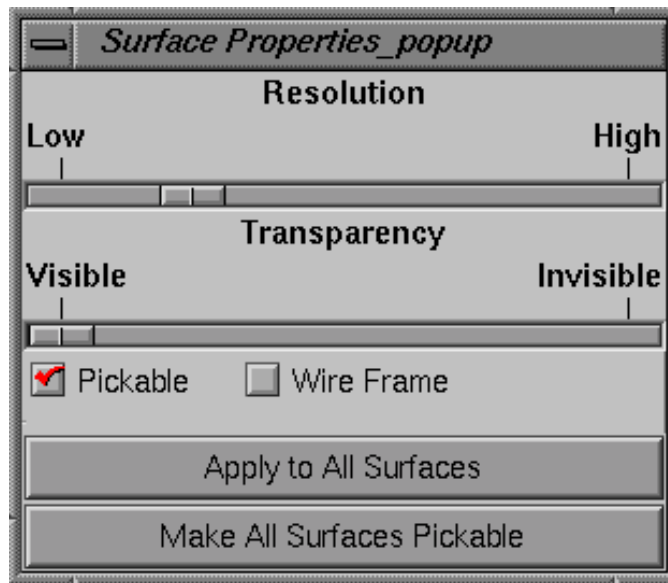 Surface Properties_popup
Resolution
Low High
Transparency
Visible Invisible
Pickable Wire Frame
Apply to All Surfaces
Make All Surfaces Pickable